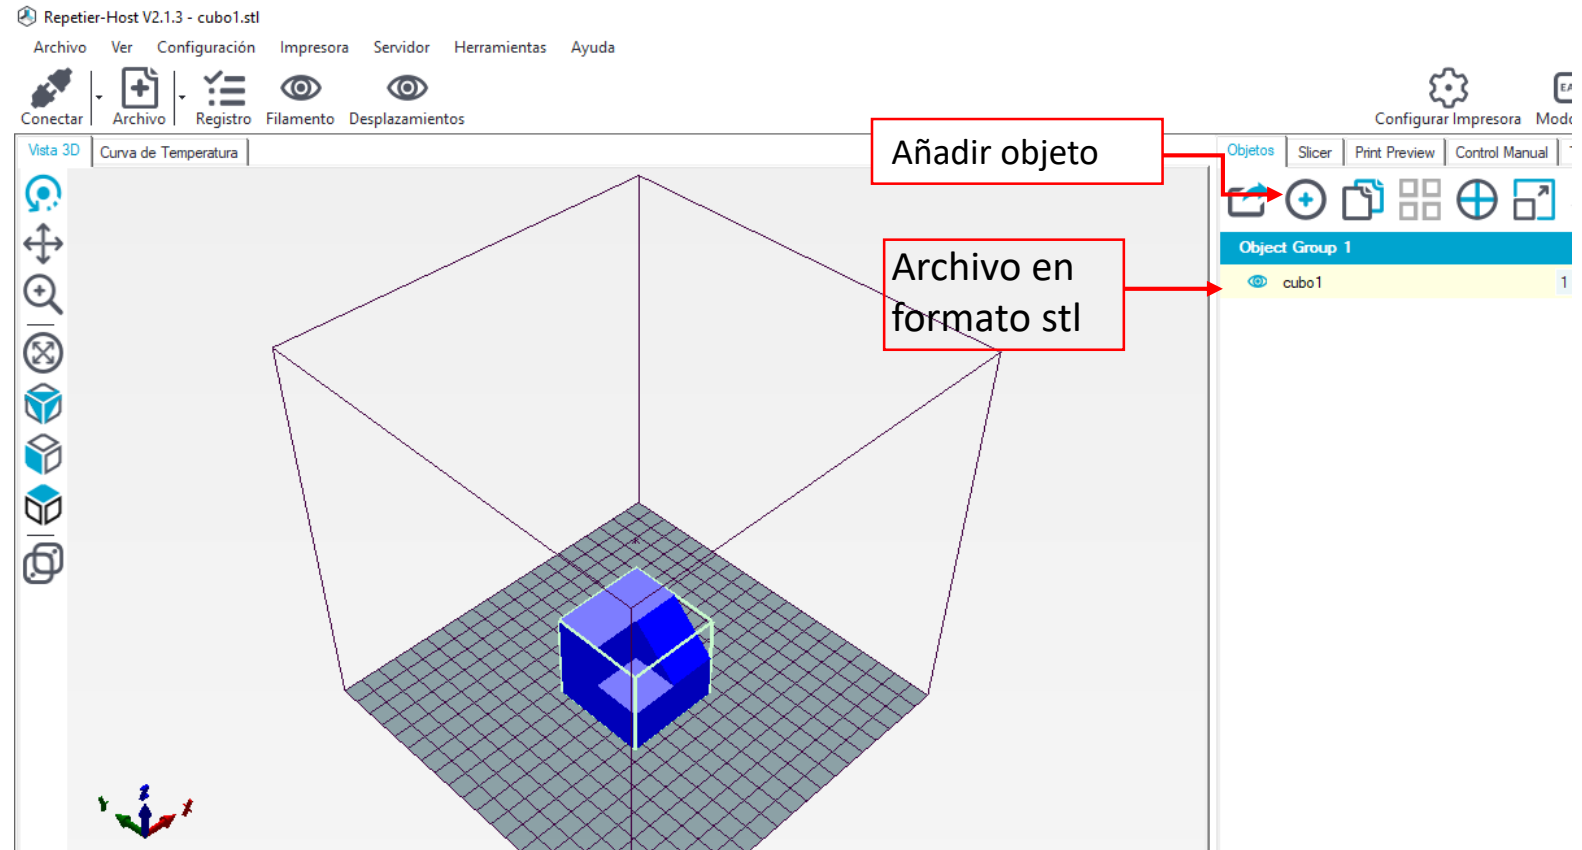 Repetier-Host V2.1.3 - cubo1.stl
Archivo Ver Configuración Impresora Servidor Herramientas Ayuda
Conectar Archivo Registro Filamento Desplazamientos Configurar Impresora
Vista 3D Curva de Temperatura Objetos Slicer Print Preview Control Manual
Añadir objeto
Object Group 1
Archivo en
formato stl
cubo1 1
Y Z X